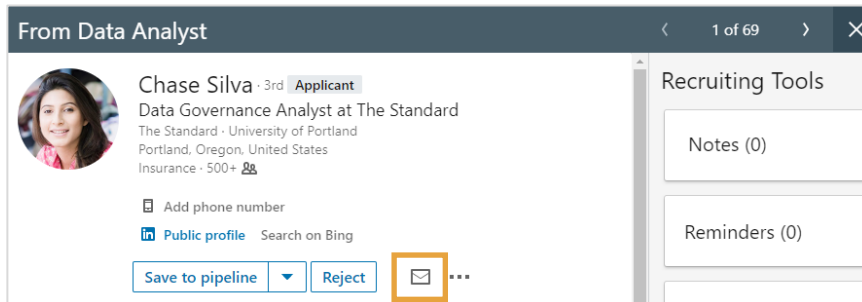 From Data Analyst
1 of 69
Chase Silva · 3rd Applicant
Data Governance Analyst at The Standard
The Standard · University of Portland
Portland, Oregon, United States
Insurance · 500+
Add phone number
in Public profile Search on Bing
Save to pipeline Reject
Recruiting Tools
Notes (0)
Reminders (0)